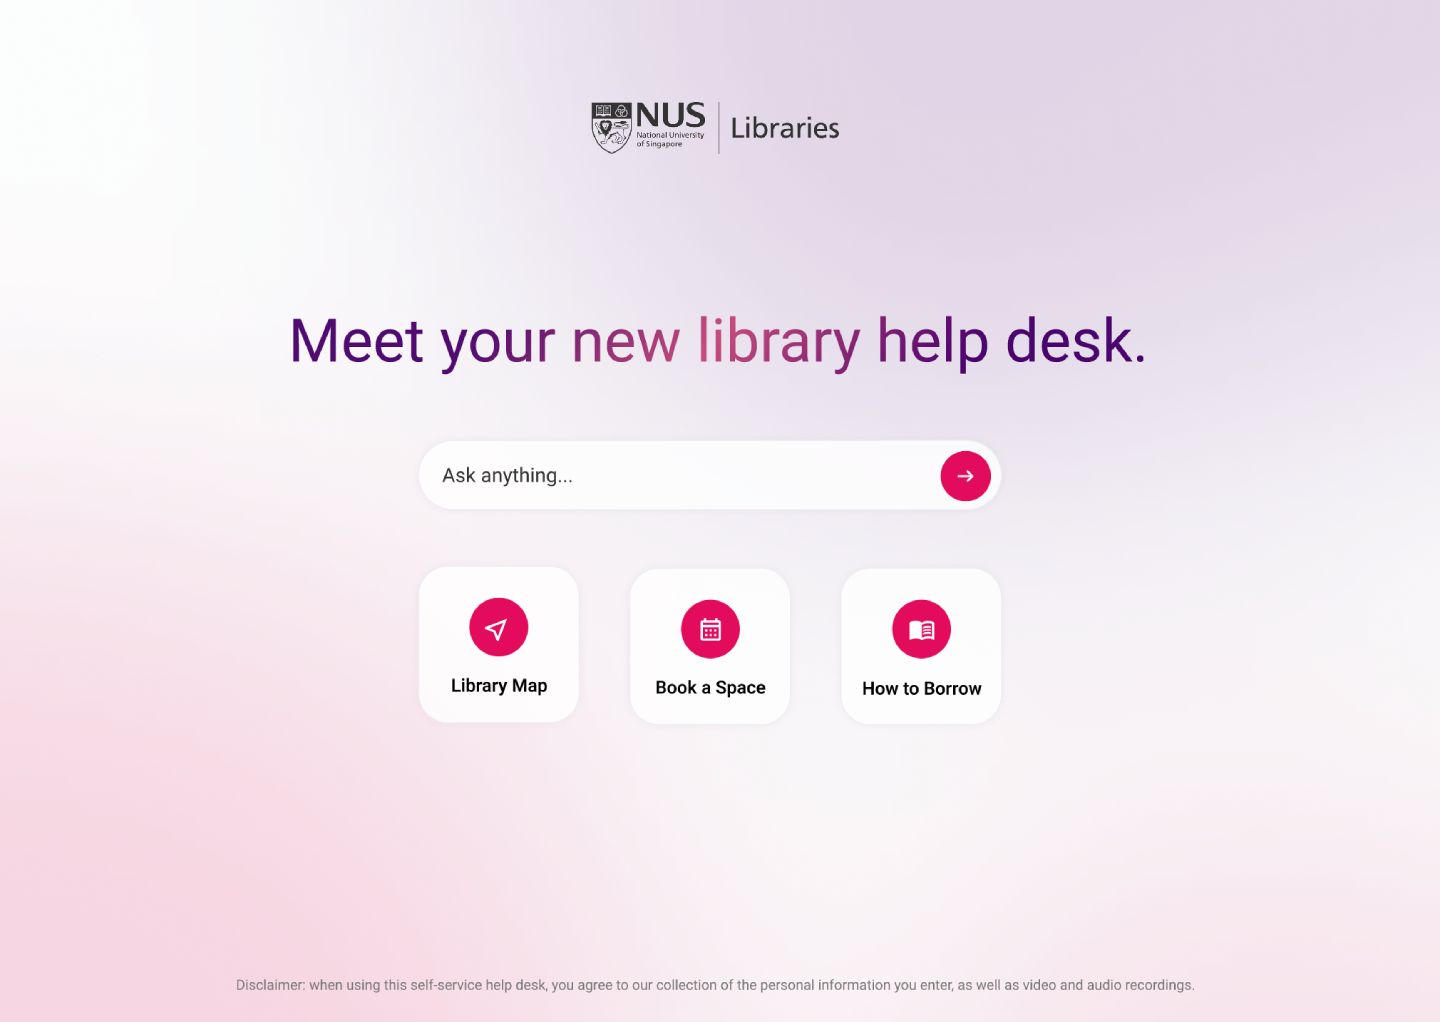 NUS
National University
of Singapore
Libraries
Meet your new library help desk.
Ask anything...
Library Map
Book a Space
How to Borrow
Disclaimer: when using this self-service help desk, you agree to our collection of the personal information you enter, as well as video and audio recordings.